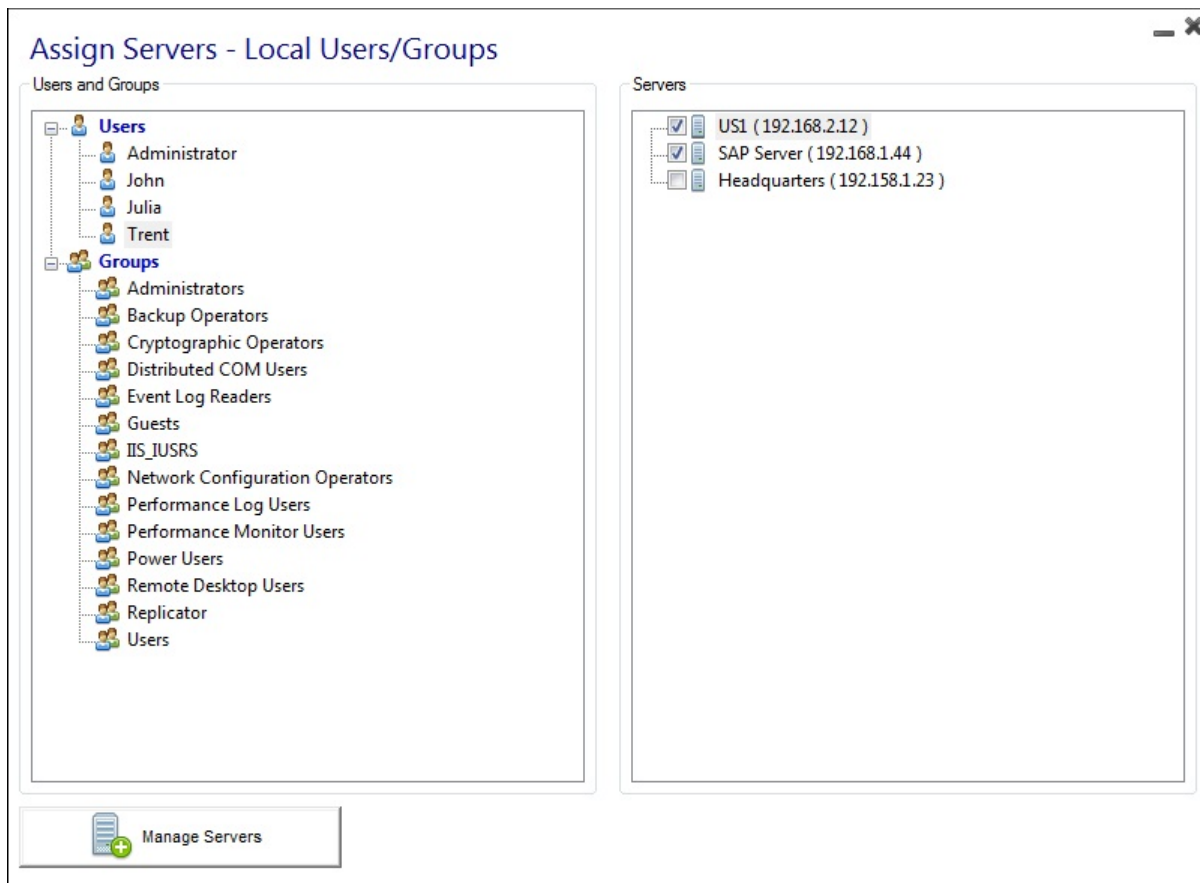 Assign Servers - Local Users/Groups
Users and Groups
Users
Administrator
John
Julia
Trent
Groups
Administrators
Backup Operators
Cryptographic Operators
Distributed COM Users
Event Log Readers
Guests
IIS_IUSRS
Network Configuration Operators
Performance Log Users
Performance Monitor Users
Power Users
Remote Desktop Users
Replicator
Users
Servers
US1 ( 192.168.2.12 )
SAP Server ( 192.168.1.44 )
Headquarters ( 192.158.1.23 )
Manage Servers